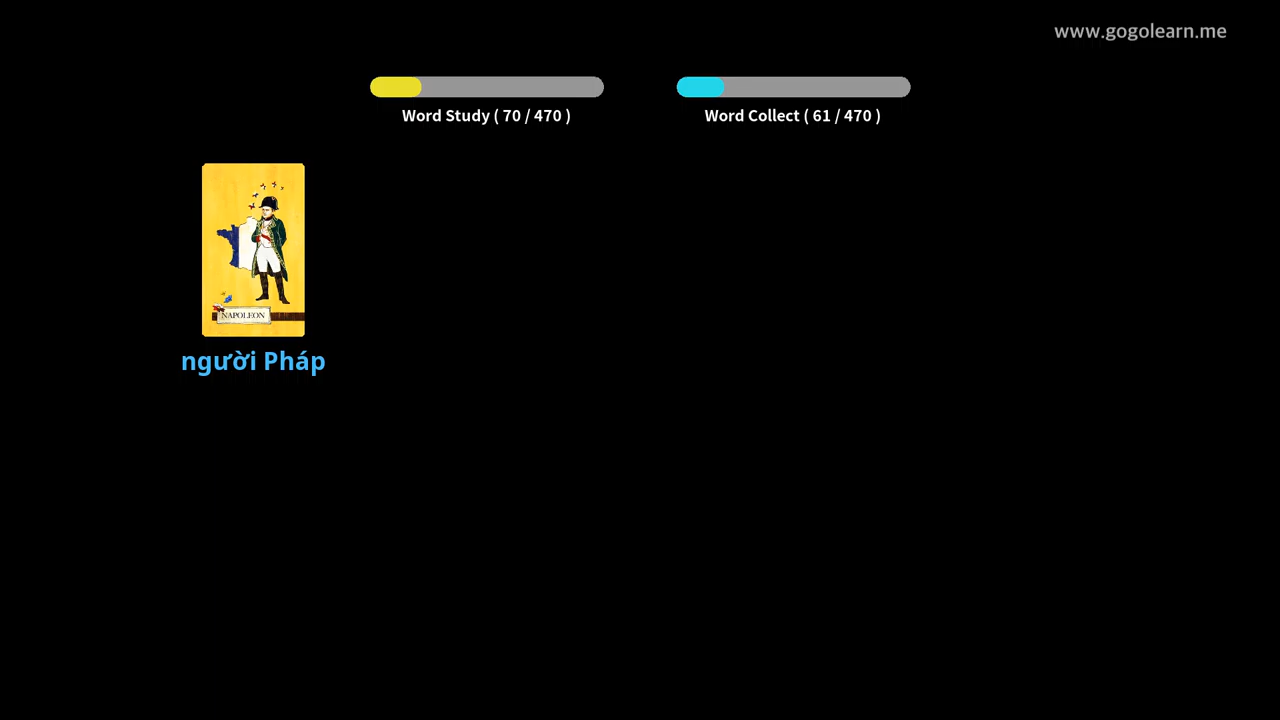 www.gogolearn.me
Word Study ( 70 / 470 )
Word Collect ( 61 / 470 )
NAPOLEON
người Pháp